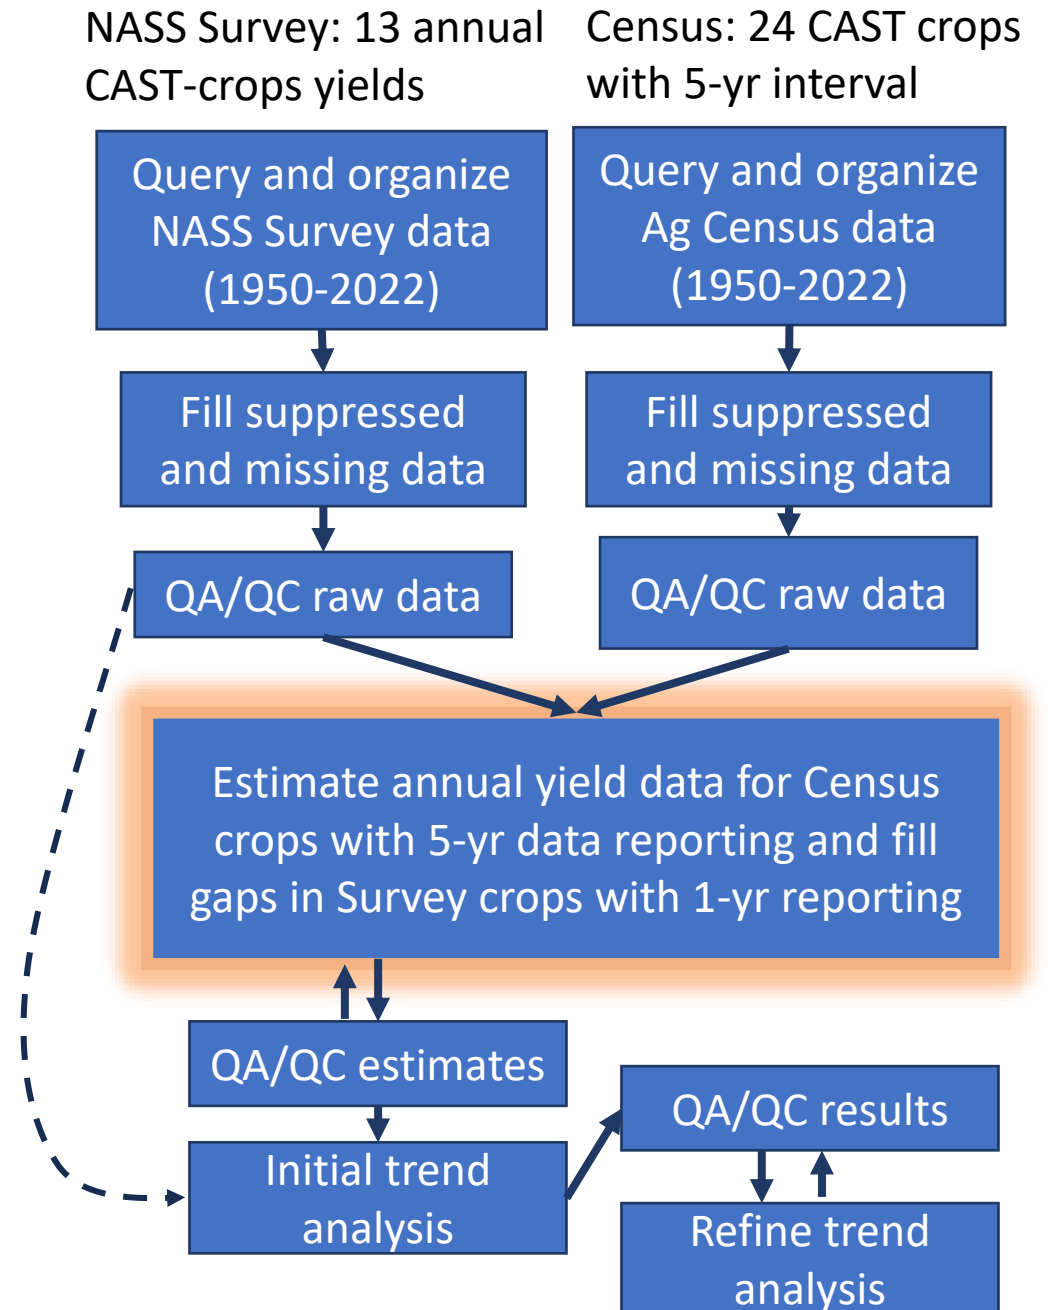 NASS Survey: 13 annual
CAST-crops yields
Census: 24 CAST crops
with 5-yr interval
Query and organize
NASS Survey data
(1950-2022)
Query and organize
Ag Census data
(1950-2022)
Fill suppressed
and missing data
Fill suppressed
and missing data
QA/QC raw data
QA/QC raw data
Estimate annual yield data for Census
crops with 5-yr data reporting and fill
gaps in Survey crops with 1-yr reporting
QA/QC estimates
Initial trend
analysis
QA/QC results
Refine trend
analysis